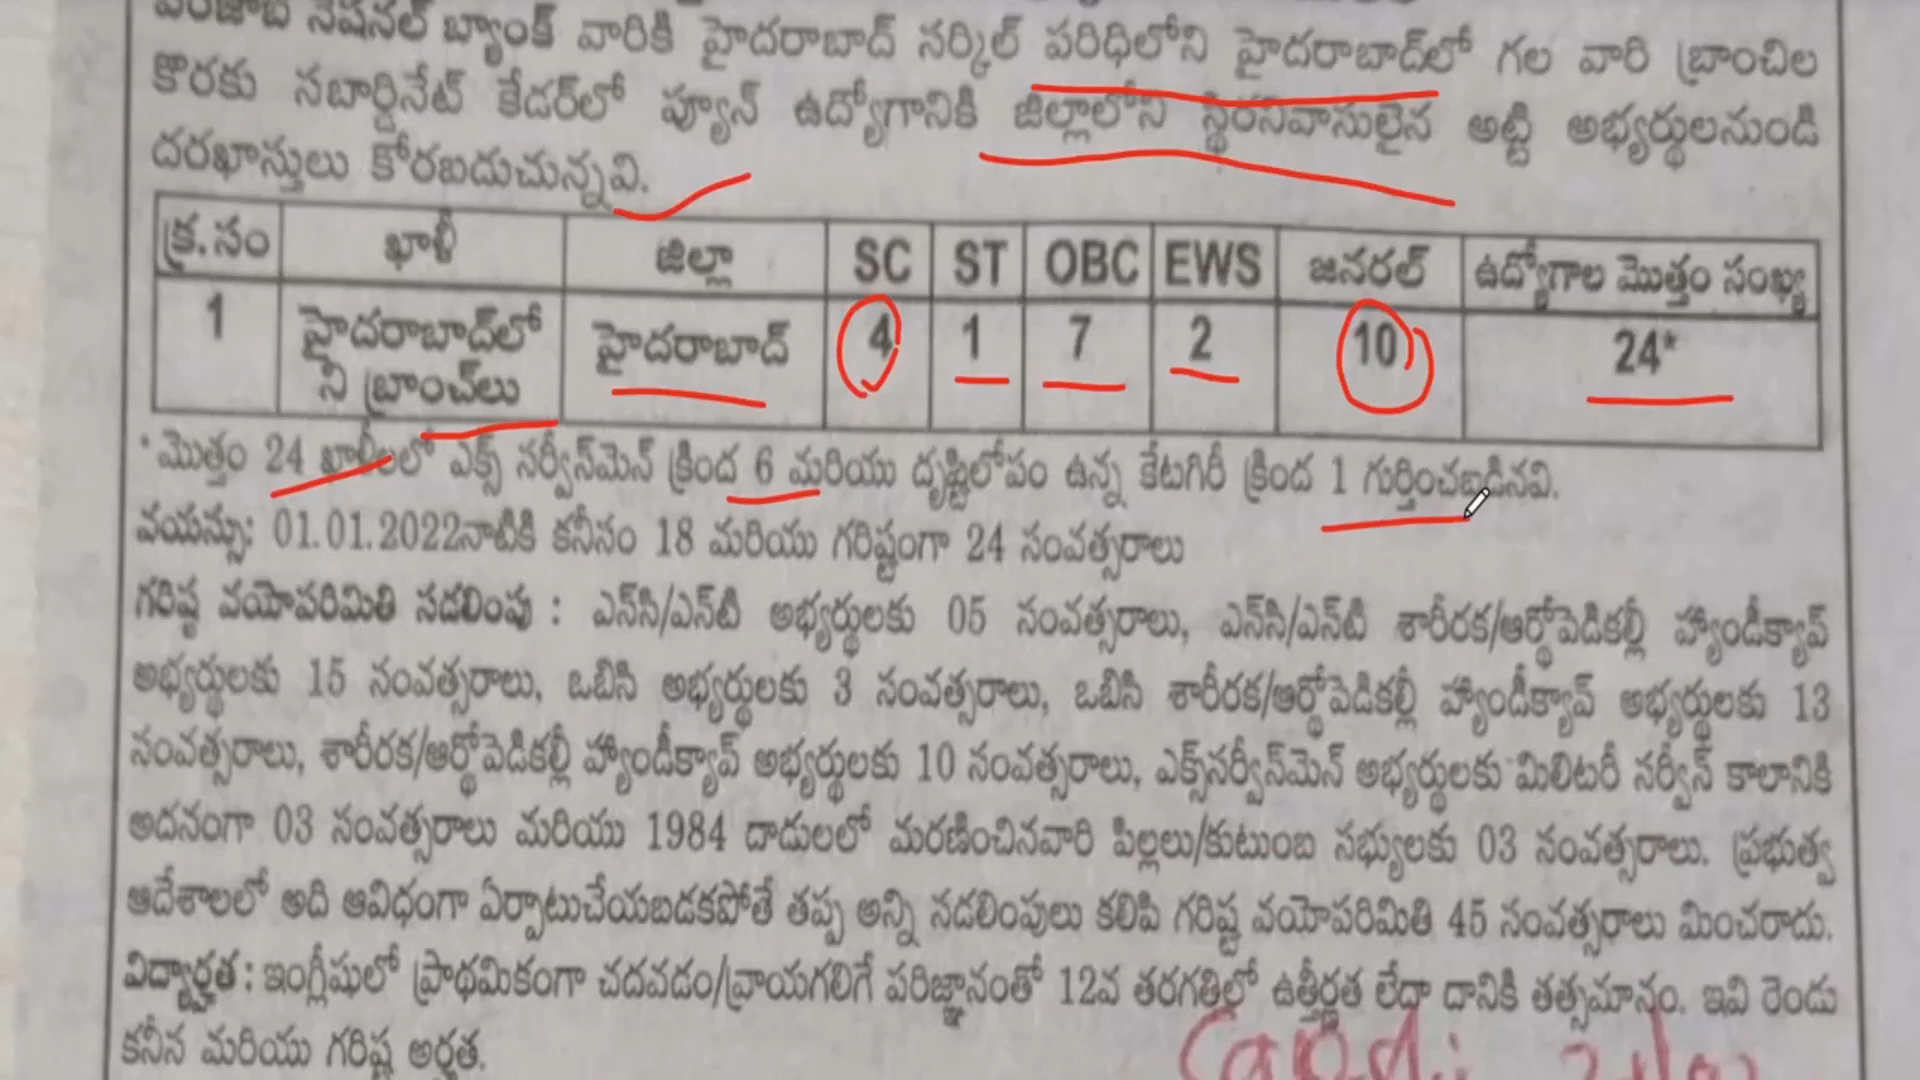 పంజాబ్ నేషనల్ బ్యాంక్ వారికి హైదరాబాద్ సర్కిల్ పరిధిలోని హైదరాబాద్‌లో గల వారి బ్రాంచిల
కొరకు సబార్డినేట్ కేడర్‌లో ప్యూన్ ఉద్యోగానికి జిల్లాలోని స్థిరనివాసులైన అట్టి అభ్యర్థులనుండి
దరఖాస్తులు కోరబడుచున్నవి.
క్ర.సం ఖాళీ జిల్లా SC ST OBC EWS జనరల్ ఉద్యోగాల మొత్తం సంఖ్య
1 హైదరాబాద్‌లో హైదరాబాద్ 4 1 7 2 10 24*
ని బ్రాంచ్‌లు
*మొత్తం 24 ఖాళీలలో ఎక్స్ సర్వీస్‌మెన్ క్రింద 6 మరియు దృష్టిలోపం ఉన్న కేటగిరీ క్రింద 1 గుర్తించబడినవి.
వయస్సు: 01.01.2022నాటికి కనీసం 18 మరియు గరిష్టంగా 24 సంవత్సరాలు
గరిష్ట వయోపరిమితి సడలింపు : ఎస్‌సి/ఎస్‌టి అభ్యర్థులకు 05 సంవత్సరాలు, ఎస్‌సి/ఎస్‌టి శారీరక/ఆర్థోపెడికల్లీ హ్యాండీక్యాప్
అభ్యర్థులకు 15 సంవత్సరాలు, ఒబిసి అభ్యర్థులకు 3 సంవత్సరాలు, ఒబిసి శారీరక/ఆర్థోపెడికల్లీ హ్యాండీక్యాప్ అభ్యర్థులకు 13
సంవత్సరాలు, శారీరక/ఆర్థోపెడికల్లీ హ్యాండీక్యాప్ అభ్యర్థులకు 10 సంవత్సరాలు, ఎక్స్‌సర్వీస్‌మెన్ అభ్యర్థులకు మిలిటరీ సర్వీస్ కాలానికి
అదనంగా 03 సంవత్సరాలు మరియు 1984 దాడులలో మరణించినవారి పిల్లలు/కుటుంబ సభ్యులకు 03 సంవత్సరాలు. ప్రభుత్వ
ఆదేశాలలో అది ఆవిధంగా ఏర్పాటుచేయబడకపోతే తప్ప అన్ని సడలింపులు కలిపి గరిష్ట వయోపరిమితి 45 సంవత్సరాలు మించరాదు.
విద్యార్హత : ఇంగ్లీషులో ప్రాథమికంగా చదవడం/వ్రాయగలిగే పరిజ్ఞానంతో 12వ తరగతిలో ఉత్తీర్ణత లేదా దానికి తత్సమానం. ఇవి రెండు
కనీస మరియు గరిష్ట అర్హత.